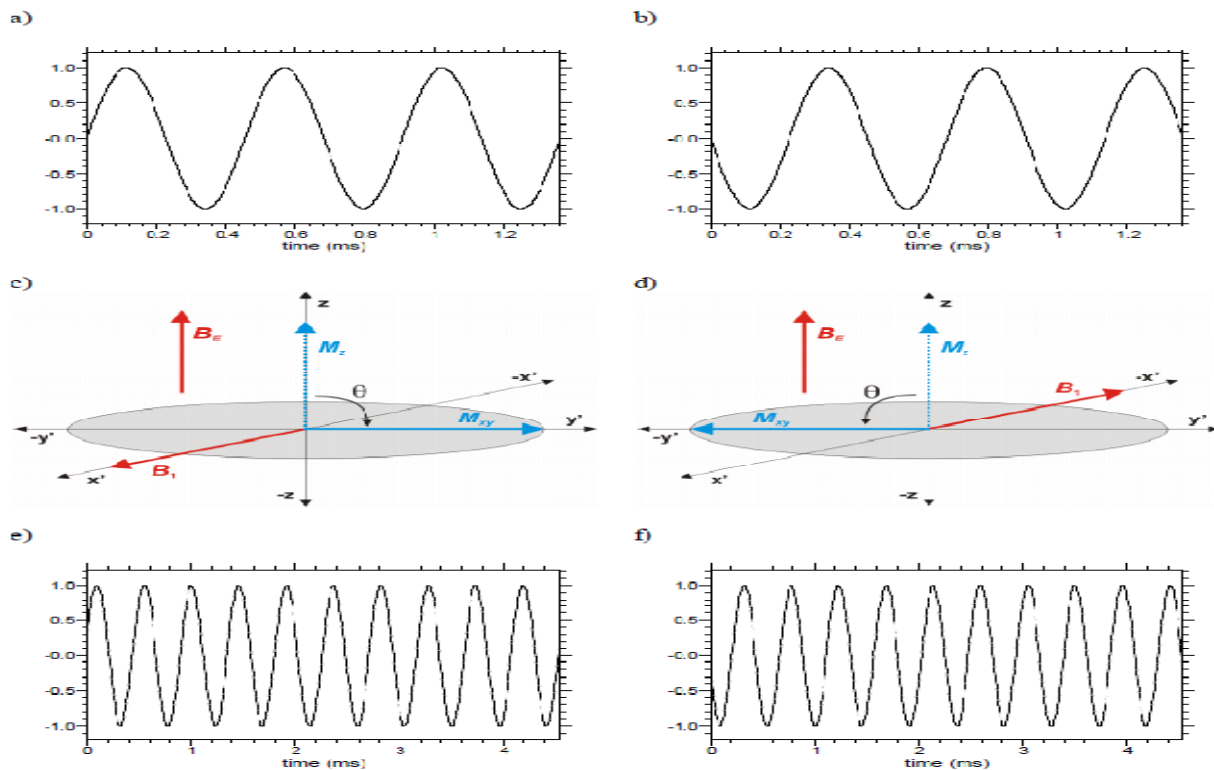 a)
b)
1.0
0.5
-0.0
-0.5
-1.0
0 0.2 0.4 0.6 0.8 1 1.2
time (ms)
1.0
0.5
-0.0
-0.5
-1.0
0 0.2 0.4 0.6 0.8 1 1.2
time (ms)
c)
d)
z
B_E
M_z
-x'
θ
-y'
M_xy
y'
B_1
x'
-z
z
B_E
M_z
-x'
θ
B_1
-y'
M_xy
y'
x'
-z
e)
f)
1.0
0.5
-0.0
-0.5
-1.0
0 1 2 3 4
time (ms)
1.0
0.5
-0.0
-0.5
-1.0
0 1 2 3 4
time (ms)